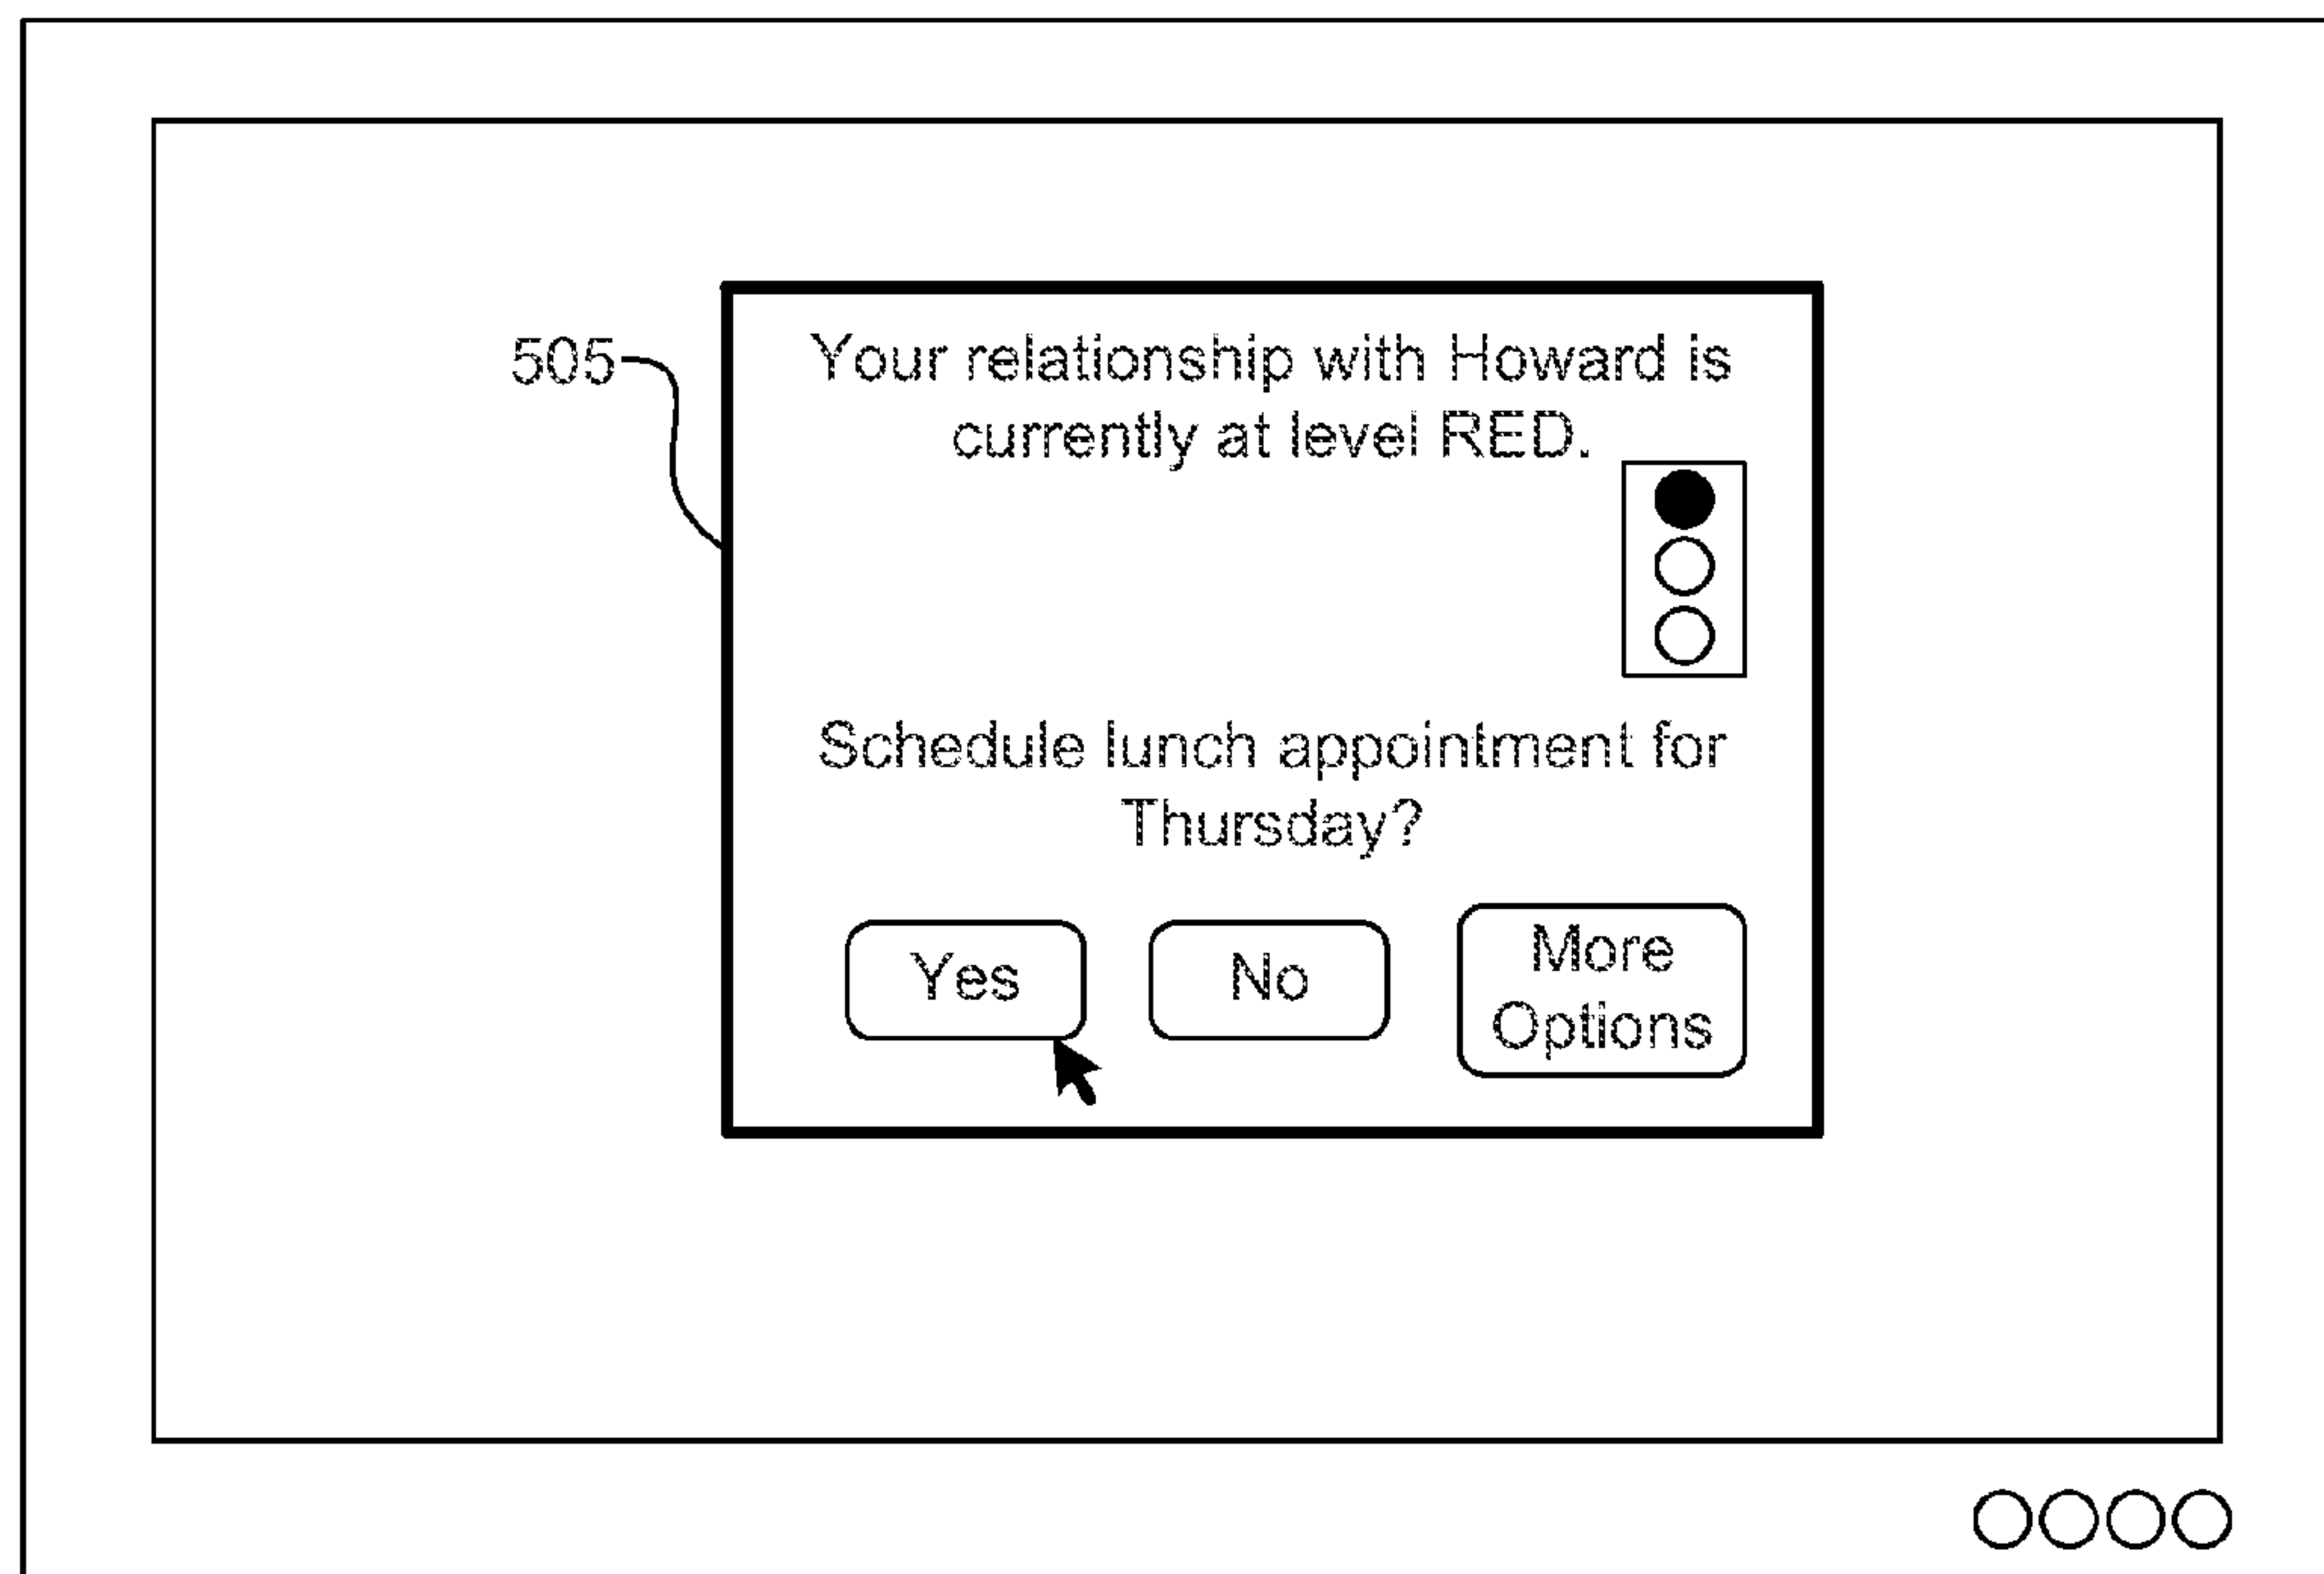 505
Your relationship with Howard is
currently at level RED.
Schedule lunch appointment for
Thursday?
Yes
No
More
Options